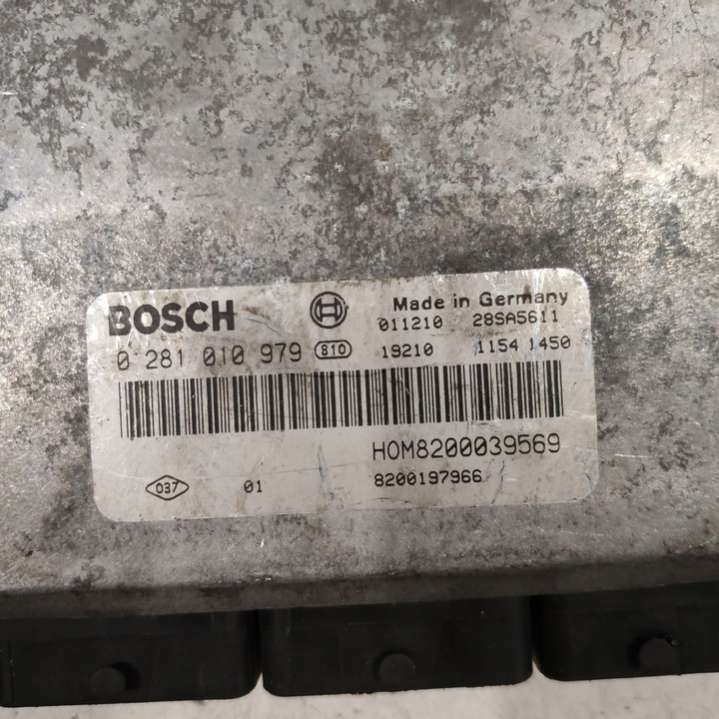 BOSCH
Made in Germany
011210 28SA5611
0 281 010 979 810 19210 1154 1450
HOM8200039569
037 01 8200197966